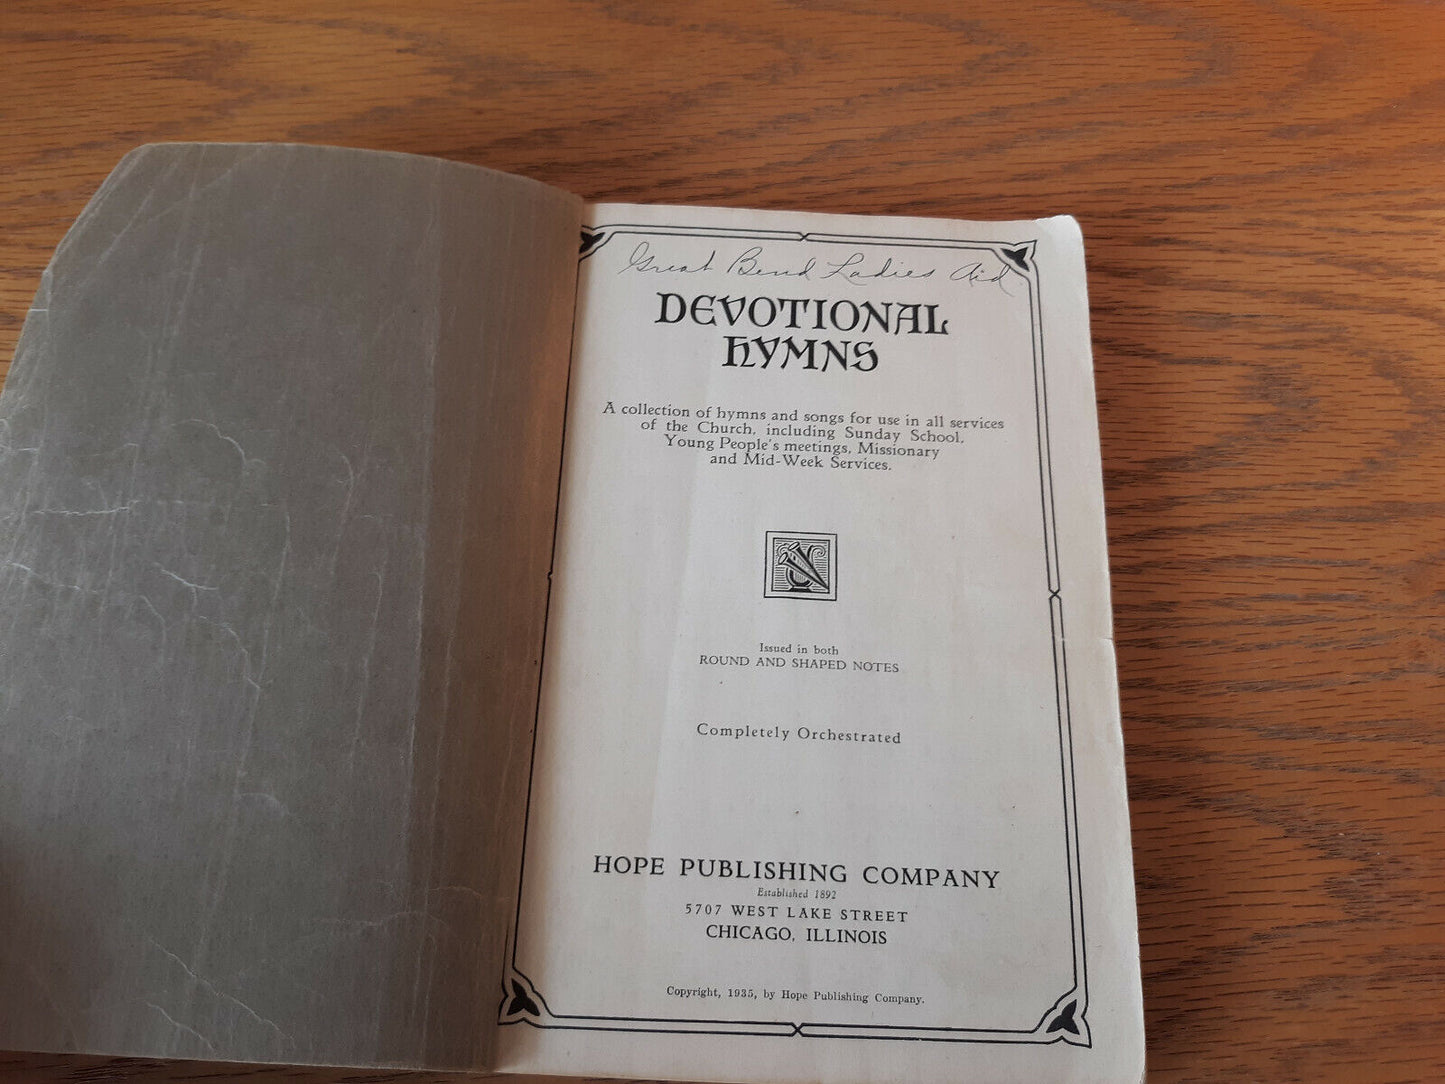 Great Bend Ladies Aid
DEVOTIONAL
HYMNS
A collection of hymns and songs for use in all services
of the Church, including Sunday School,
Young People's meetings, Missionary
and Mid-Week Services.
Issued in both
ROUND AND SHAPED NOTES
Completely Orchestrated
HOPE PUBLISHING COMPANY
Established 1892
5707 WEST LAKE STREET
CHICAGO, ILLINOIS
Copyright, 1935, by Hope Publishing Company.